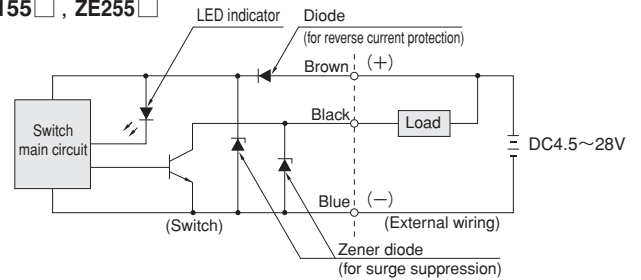 155□ , ZE255□
LED indicator
Diode
(for reverse current protection)
Brown (+)
Black
Load
Switch
main circuit
DC4.5～28V
Blue (−)
(Switch)
(External wiring)
Zener diode
(for surge suppression)